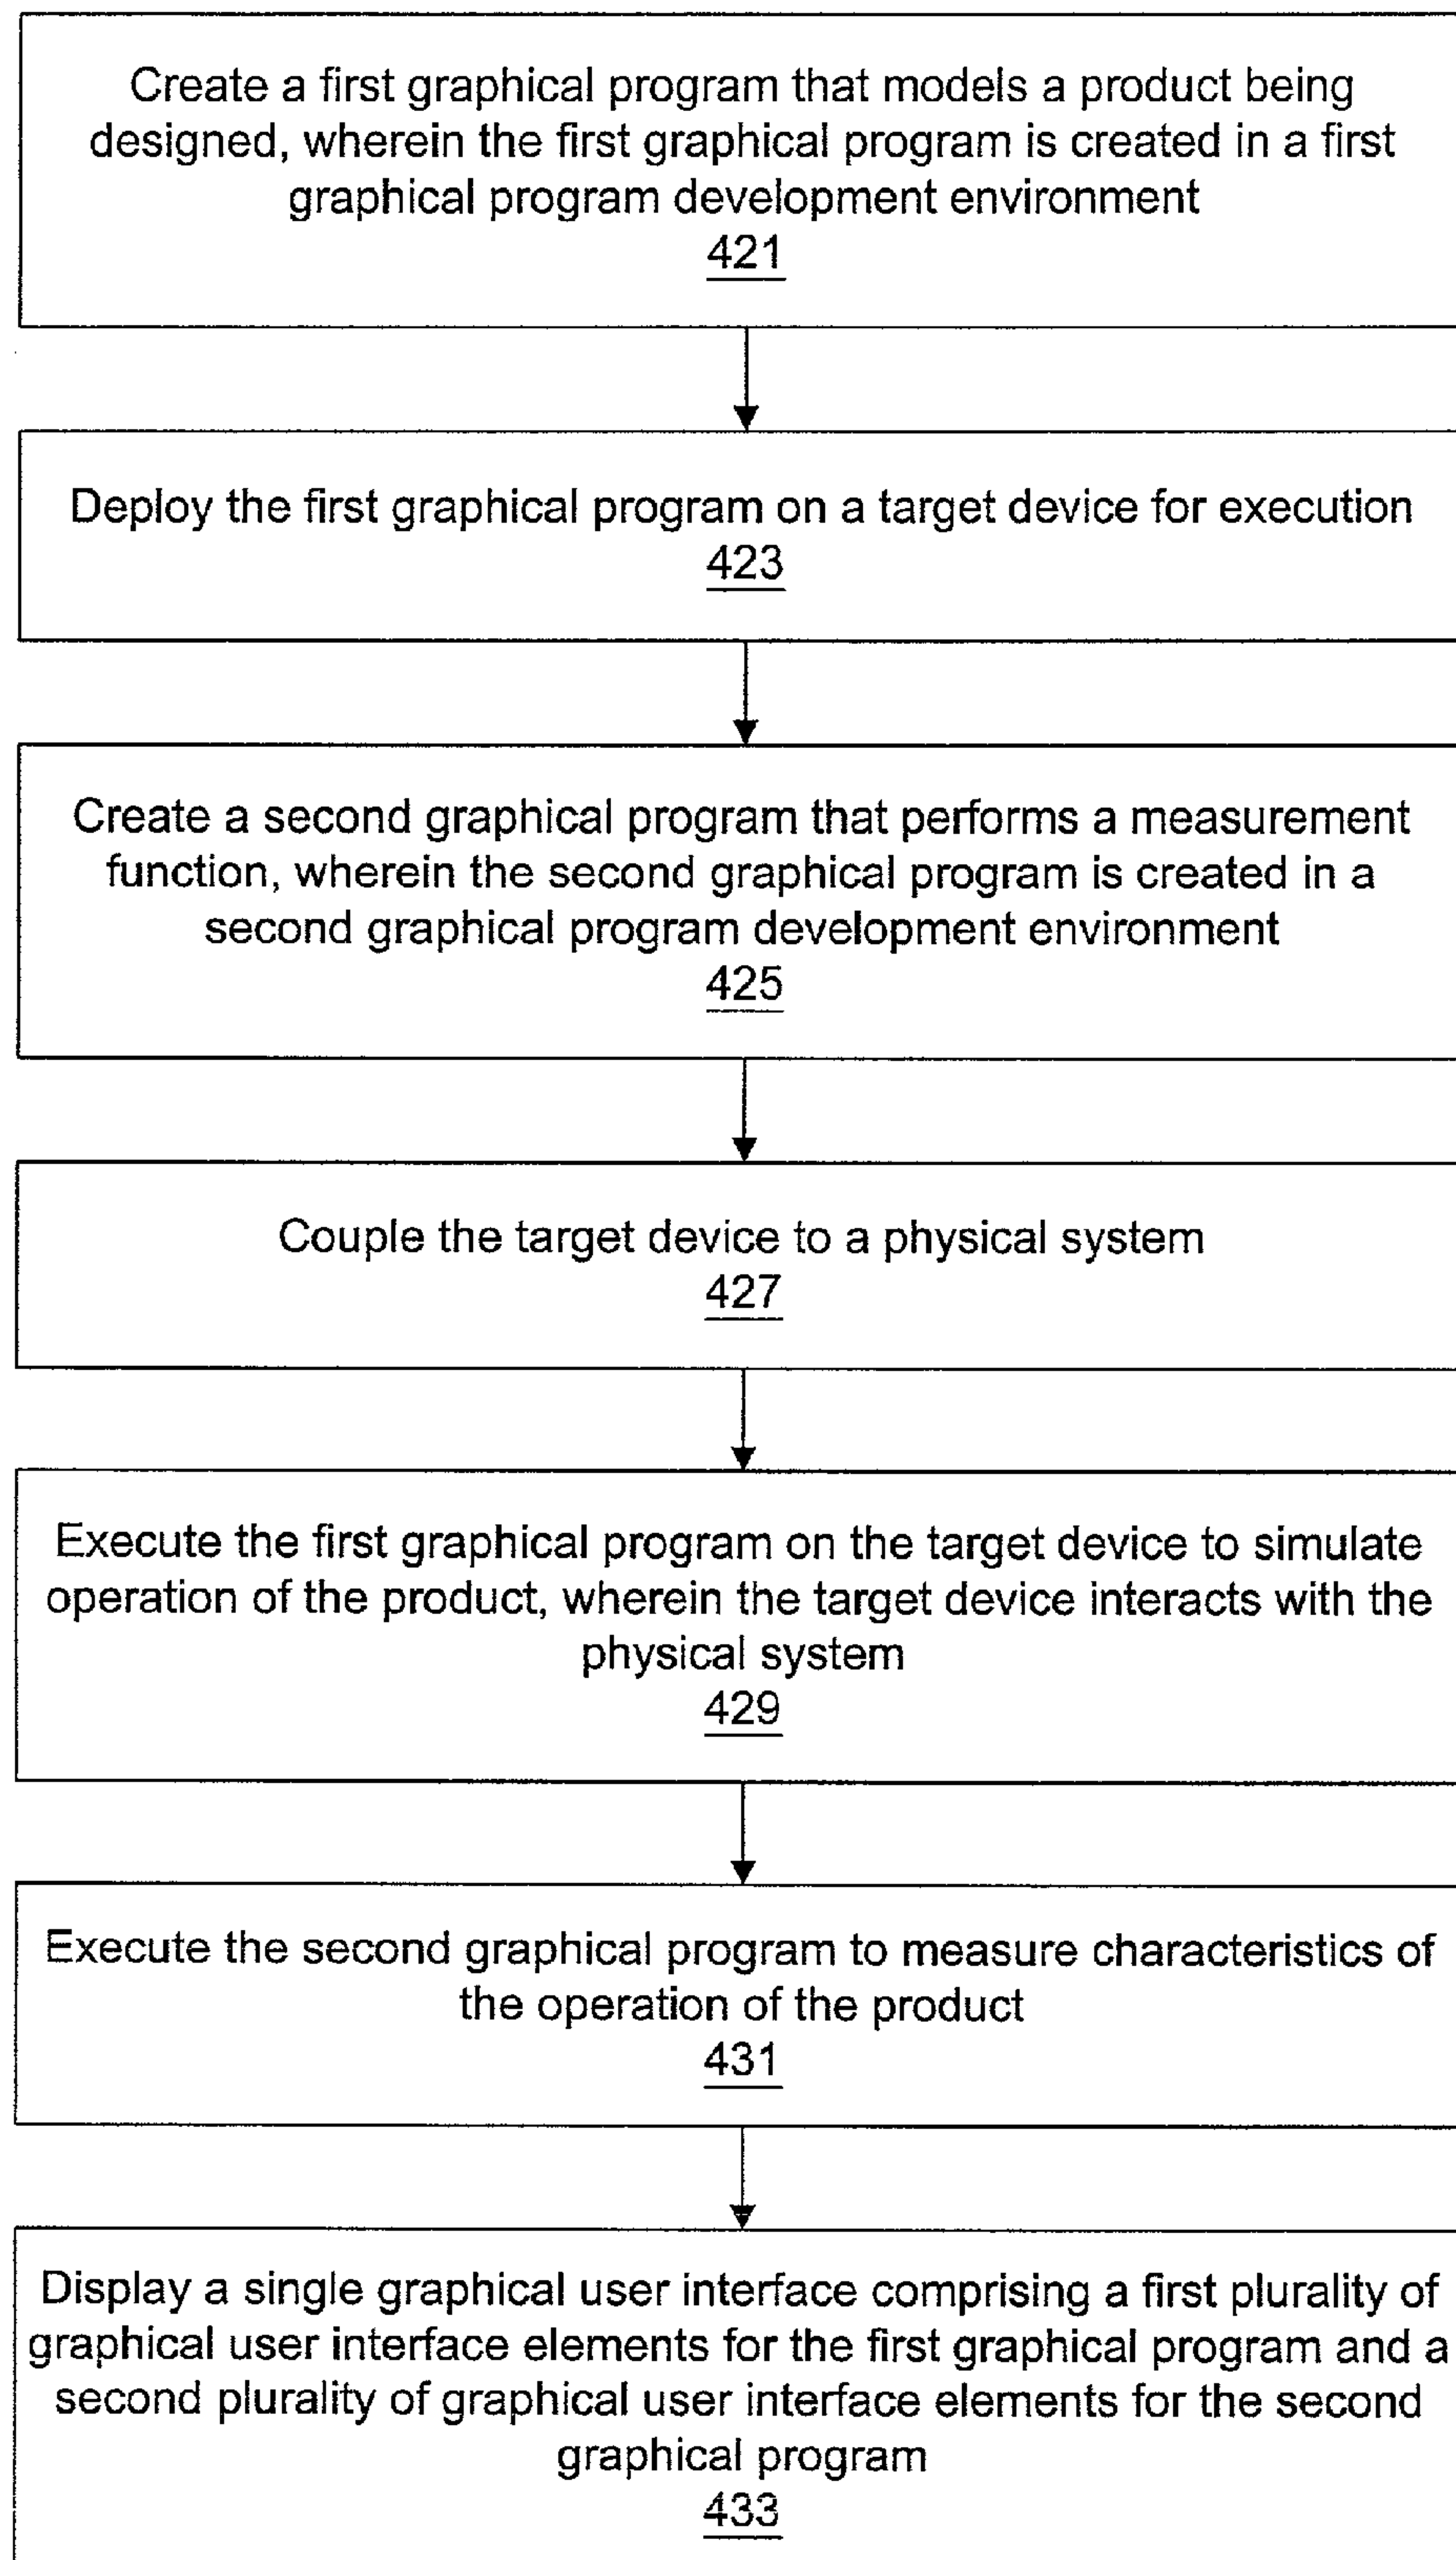 Create a first graphical program that models a product being
designed, wherein the first graphical program is created in a first
graphical program development environment
421
Deploy the first graphical program on a target device for execution
423
Create a second graphical program that performs a measurement
function, wherein the second graphical program is created in a
second graphical program development environment
425
Couple the target device to a physical system
427
Execute the first graphical program on the target device to simulate
operation of the product, wherein the target device interacts with the
physical system
429
Execute the second graphical program to measure characteristics of
the operation of the product
431
Display a single graphical user interface comprising a first plurality of
graphical user interface elements for the first graphical program and a
second plurality of graphical user interface elements for the second
graphical program
433